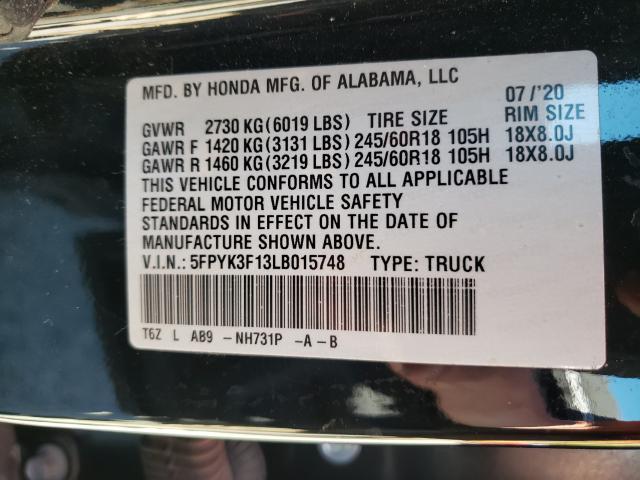 MFD. BY HONDA MFG. OF ALABAMA, LLC 07/'20
GVWR 2730 KG(6019 LBS) TIRE SIZE RIM SIZE
GAWR F 1420 KG(3131 LBS) 245/60R18 105H 18X8.0J
GAWR R 1460 KG(3219 LBS) 245/60R18 105H 18X8.0J
THIS VEHICLE CONFORMS TO ALL APPLICABLE
FEDERAL MOTOR VEHICLE SAFETY
STANDARDS IN EFFECT ON THE DATE OF
MANUFACTURE SHOWN ABOVE.
V.I.N.: 5FPYK3F13LB015748 TYPE: TRUCK
T6Z L AB9 - NH731P -A-B